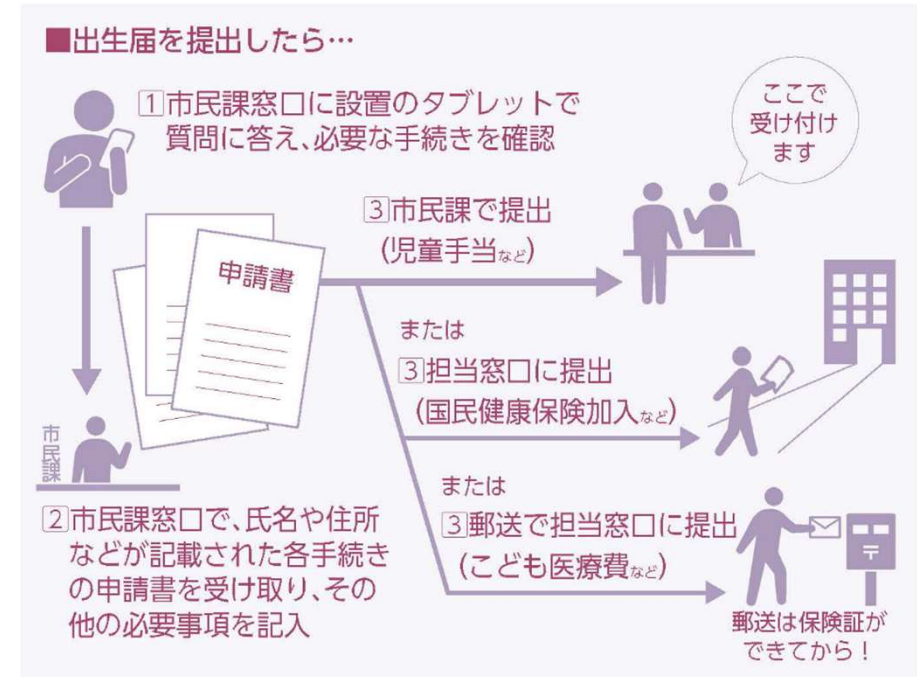 ■出生届を提出したら…
1市民課窓口に設置のタブレットで
質問に答え、必要な手続きを確認
ここで
受け付け
ます
3市民課で提出
(児童手当など)
申請書
または
3担当窓口に提出
(国民健康保険加入など)
市民課
または
3郵送で担当窓口に提出
(こども医療費など)
2市民課窓口で、氏名や住所
などが記載された各手続き
の申請書を受け取り、その
他の必要事項を記入
〒
郵送は保険証が
できてから!